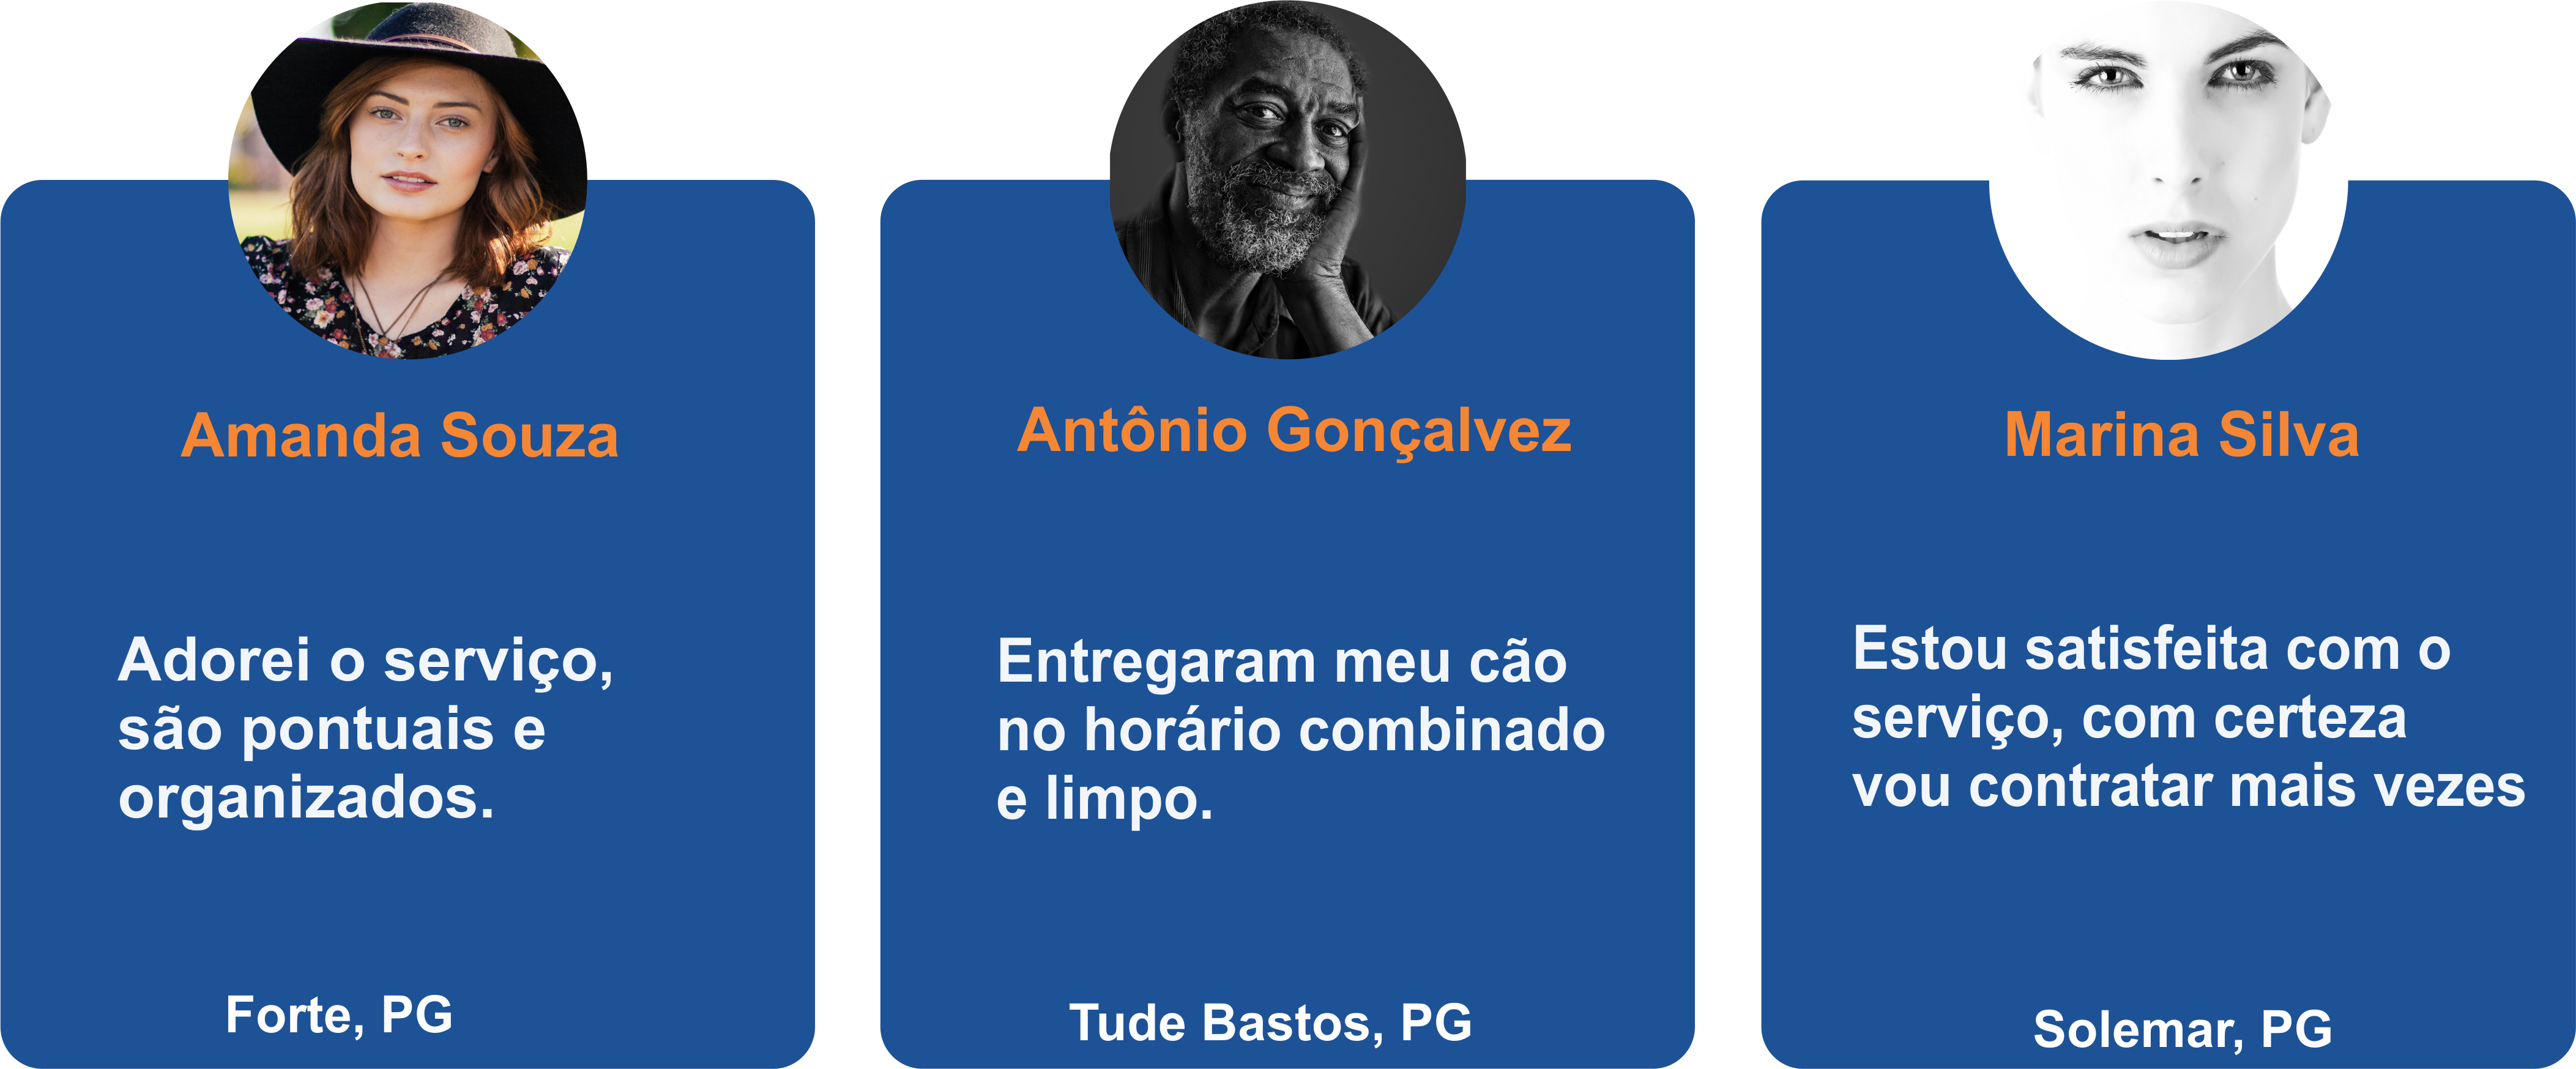 Amanda Souza
Adorei o serviço,
são pontuais e
organizados.
Forte, PG
Antônio Gonçalvez
Entregaram meu cão
no horário combinado
e limpo.
Tude Bastos, PG
Marina Silva
Estou satisfeita com o
serviço, com certeza
vou contratar mais vezes
Solemar, PG